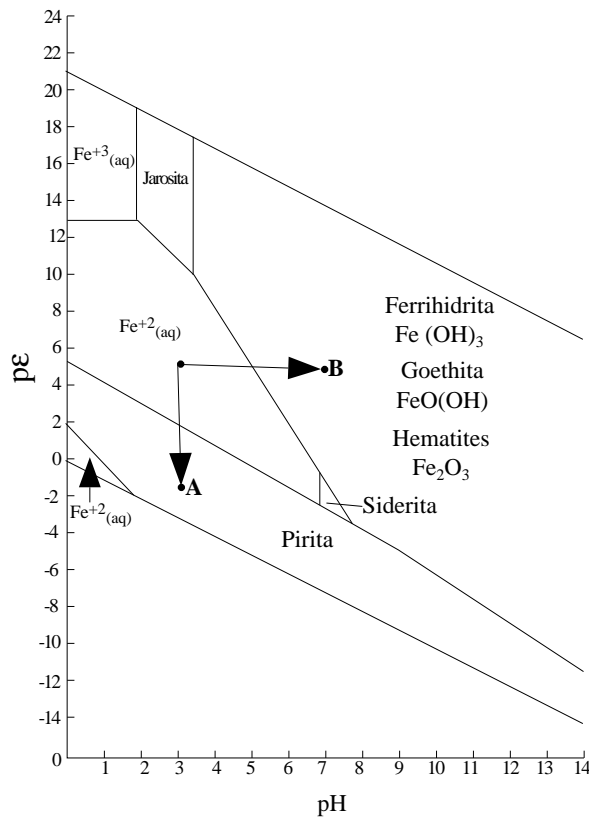 24
22
20
18
16
14
12
10
8
6
4
2
0
-2
-4
-6
-8
-10
-12
-14
0
pε
Fe+3(aq)
Jarosita
Fe+2(aq)
Ferrihidrita
Fe (OH)3
Goethita
FeO(OH)
Hematites
Fe2O3
B
A
Siderita
Fe+2(aq)
Pirita
1 2 3 4 5 6 7 8 9 10 11 12 13 14
pH